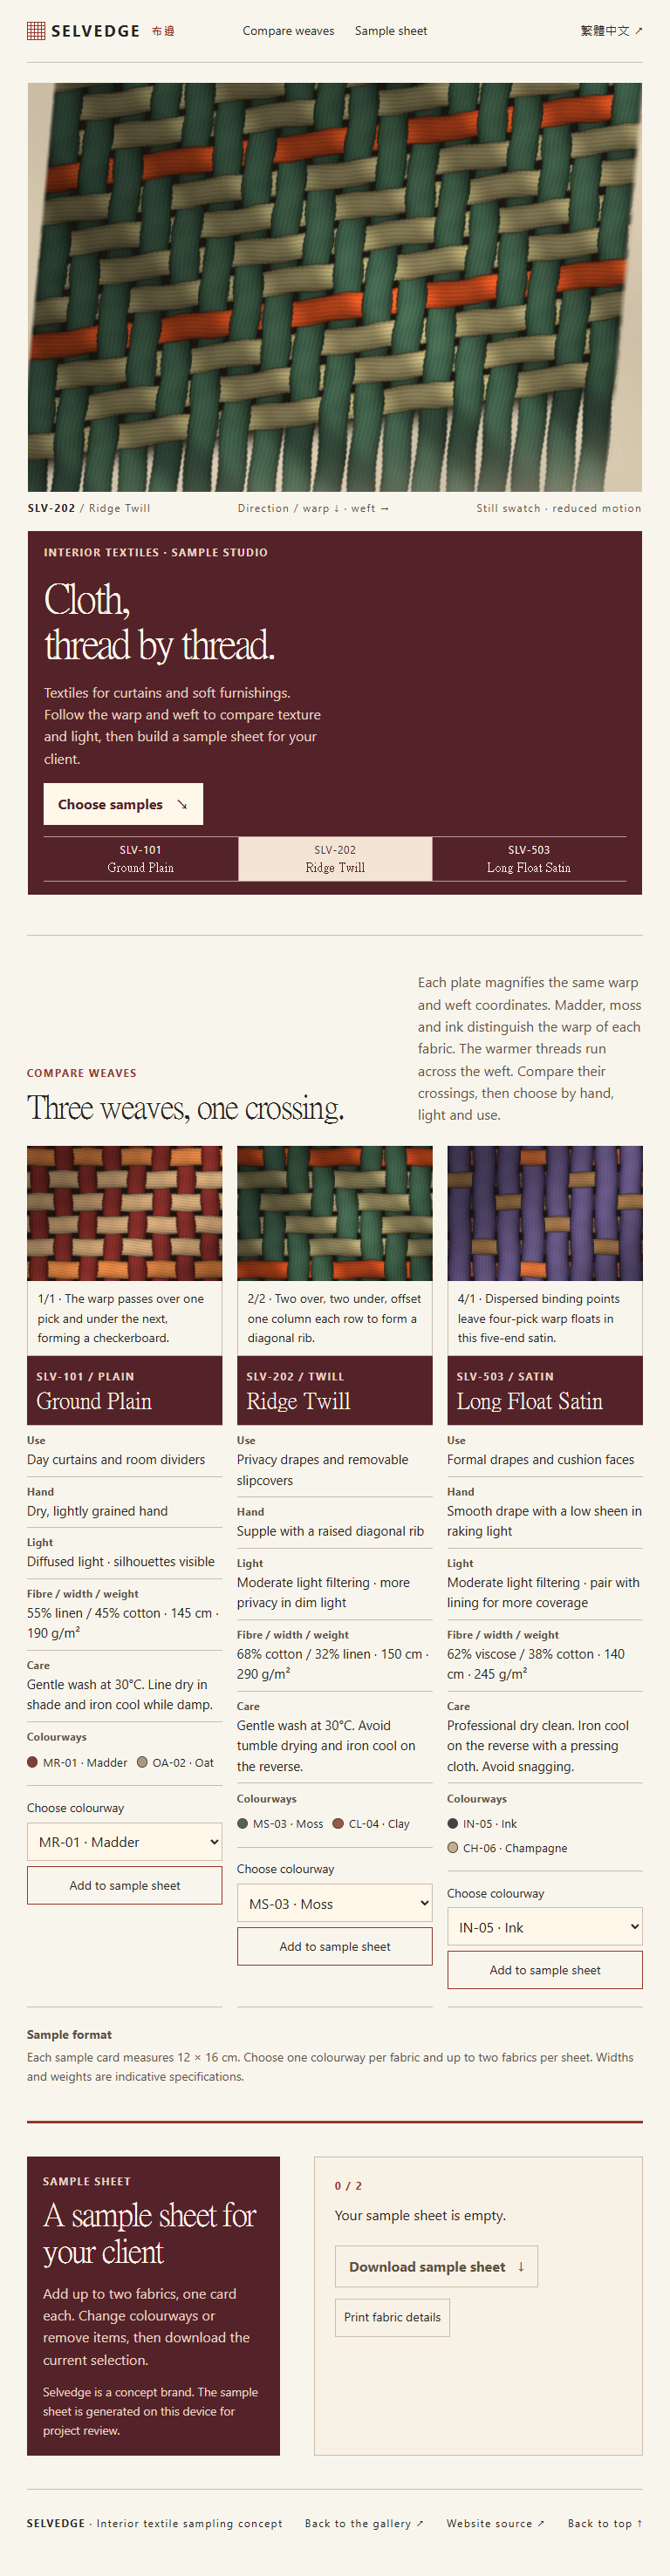 SELVEDGE 布邊 Compare weaves Sample sheet 繁體中文 ↗
SLV-202 / Ridge Twill Direction / warp ↓ · weft → Still swatch · reduced motion
INTERIOR TEXTILES · SAMPLE STUDIO
Cloth,
thread by thread.
Textiles for curtains and soft furnishings.
Follow the warp and weft to compare texture
and light, then build a sample sheet for your
client.
Choose samples ↘
SLV-101
Ground Plain
SLV-202
Ridge Twill
SLV-503
Long Float Satin
COMPARE WEAVES
Three weaves, one crossing.
Each plate magnifies the same warp
and weft coordinates. Madder, moss
and ink distinguish the warp of each
fabric. The warmer threads run
across the weft. Compare their
crossings, then choose by hand,
light and use.
1/1 · The warp passes over one
pick and under the next,
forming a checkerboard.
SLV-101 / PLAIN
Ground Plain
Use
Day curtains and room dividers
Hand
Dry, lightly grained hand
Light
Diffused light · silhouettes visible
Fibre / width / weight
55% linen / 45% cotton · 145 cm ·
190 g/m²
Care
Gentle wash at 30°C. Line dry in
shade and iron cool while damp.
Colourways
MR-01 · Madder OA-02 · Oat
Choose colourway
MR-01 · Madder
Add to sample sheet
2/2 · Two over, two under, offset
one column each row to form a
diagonal rib.
SLV-202 / TWILL
Ridge Twill
Use
Privacy drapes and removable
slipcovers
Hand
Supple with a raised diagonal rib
Light
Moderate light filtering · more
privacy in dim light
Fibre / width / weight
68% cotton / 32% linen · 150 cm ·
290 g/m²
Care
Gentle wash at 30°C. Avoid
tumble drying and iron cool on
the reverse.
Colourways
MS-03 · Moss CL-04 · Clay
Choose colourway
MS-03 · Moss
Add to sample sheet
4/1 · Dispersed binding points
leave four-pick warp floats in
this five-end satin.
SLV-503 / SATIN
Long Float Satin
Use
Formal drapes and cushion faces
Hand
Smooth drape with a low sheen in
raking light
Light
Moderate light filtering · pair with
lining for more coverage
Fibre / width / weight
62% viscose / 38% cotton · 140
cm · 245 g/m²
Care
Professional dry clean. Iron cool
on the reverse with a pressing
cloth. Avoid snagging.
Colourways
IN-05 · Ink
CH-06 · Champagne
Choose colourway
IN-05 · Ink
Add to sample sheet
Sample format
Each sample card measures 12 × 16 cm. Choose one colourway per fabric and up to two fabrics per sheet. Widths
and weights are indicative specifications.
SAMPLE SHEET
A sample sheet for
your client
Add up to two fabrics, one card
each. Change colourways or
remove items, then download the
current selection.
Selvedge is a concept brand. The sample
sheet is generated on this device for
project review.
0 / 2
Your sample sheet is empty.
Download sample sheet ↓
Print fabric details
SELVEDGE · Interior textile sampling concept Back to the gallery ↗ Website source ↗ Back to top ↑